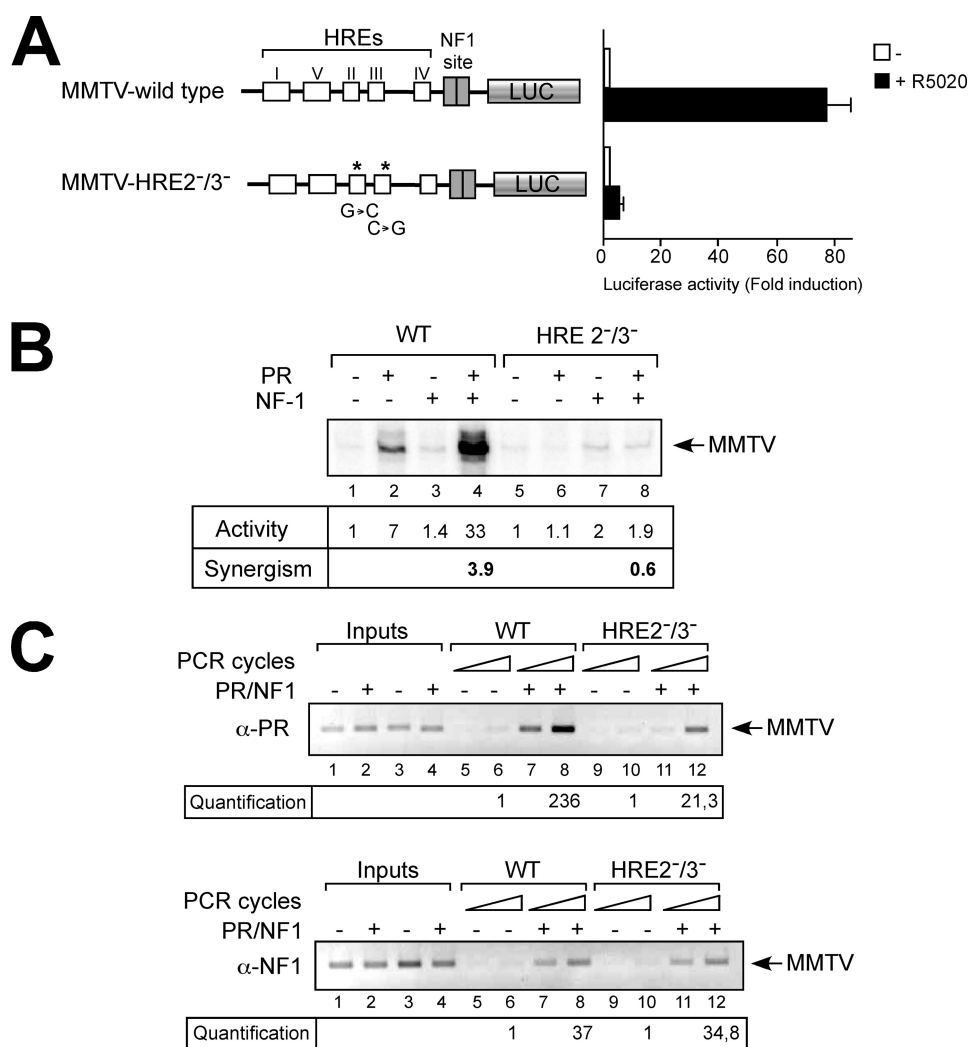 A
HREs
NF1
site
I V II III IV
MMTV-wild type
LUC
-
+ R5020
MMTV-HRE2⁻/3⁻
* *
LUC
G➤C
C➤G
0 20 40 60 80
Luciferase activity (Fold induction)
B
WT HRE 2⁻/3⁻
PR - + - + - + - +
NF-1 - - + + - - + +
MMTV
1 2 3 4 5 6 7 8
Activity 1 7 1.4 33 1 1.1 2 1.9
Synergism 3.9 0.6
C
Inputs WT HRE2⁻/3⁻
PCR cycles
PR/NF1 - + - + - - + + - - + +
α-PR MMTV
1 2 3 4 5 6 7 8 9 10 11 12
Quantification 1 236 1 21,3
Inputs WT HRE2⁻/3⁻
PCR cycles
PR/NF1 - + - + - - + + - - + +
α-NF1 MMTV
1 2 3 4 5 6 7 8 9 10 11 12
Quantification 1 37 1 34,8